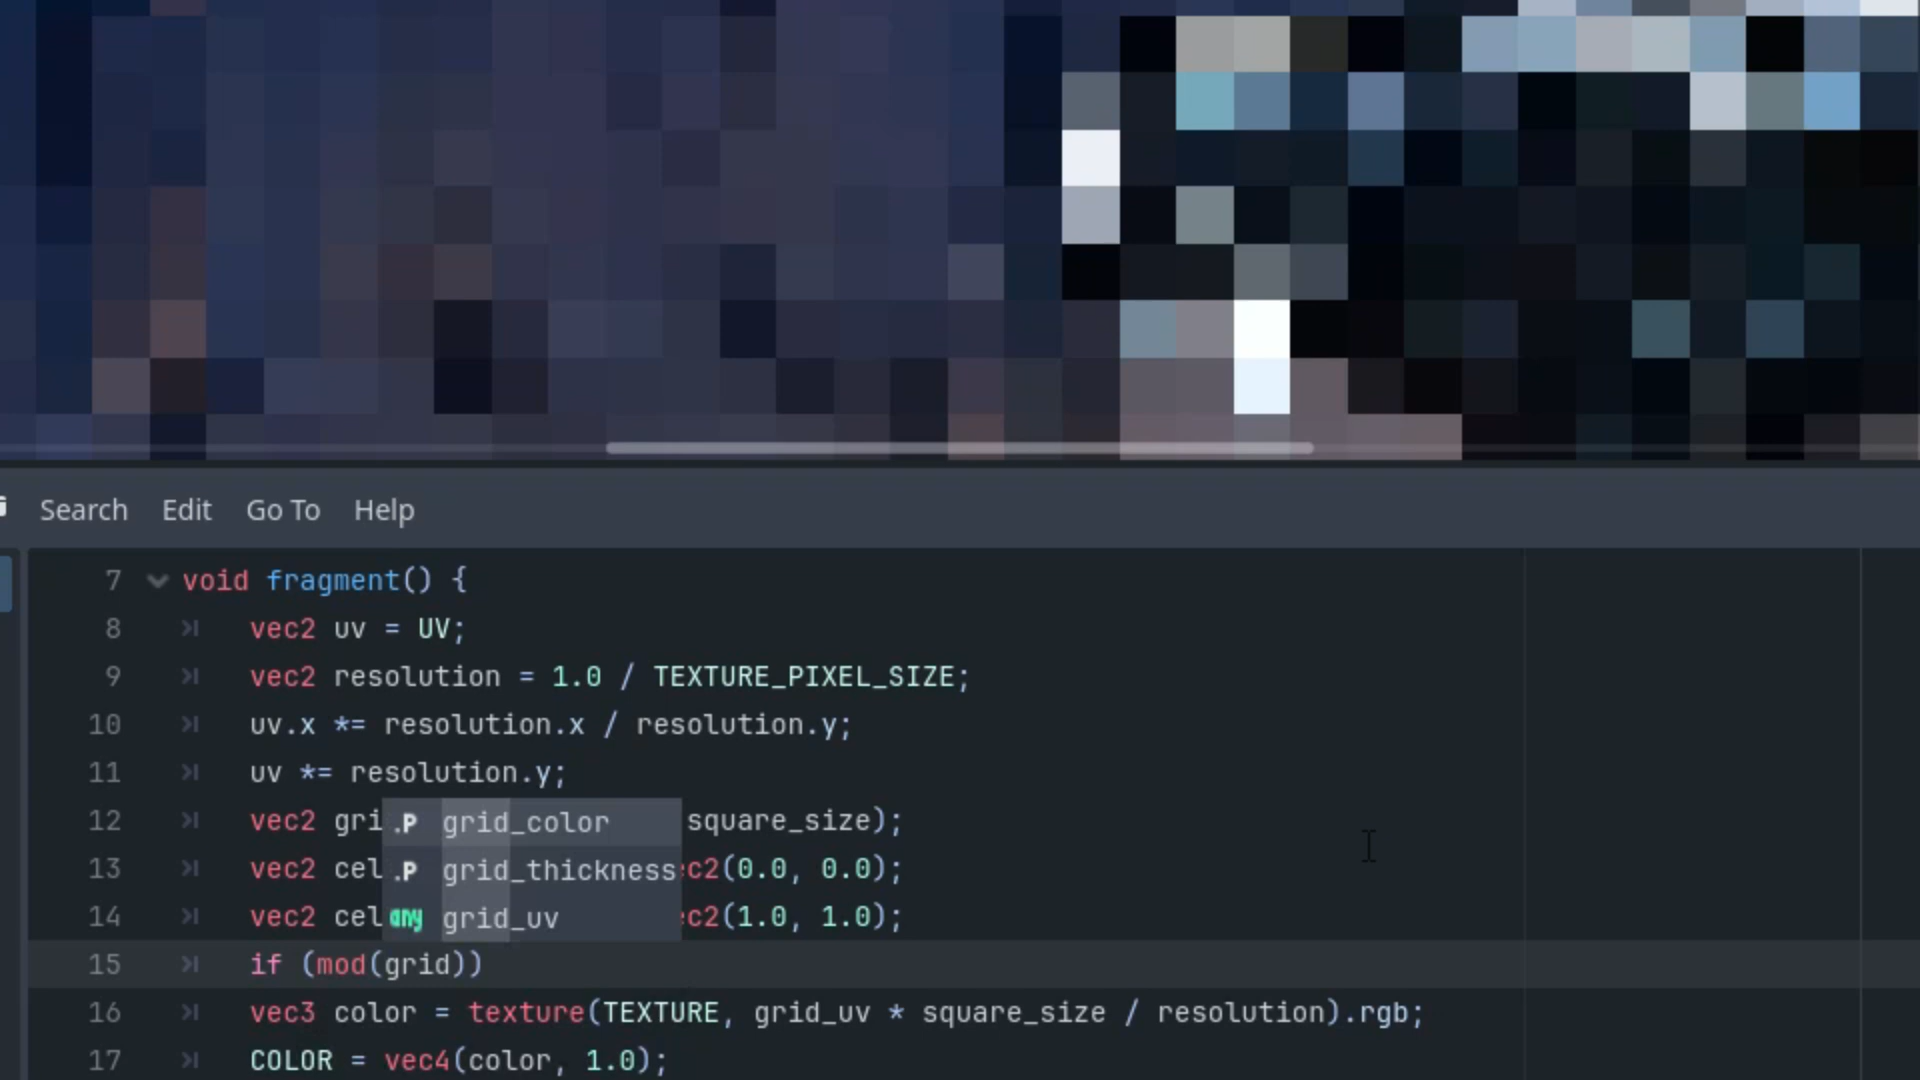 Search Edit Go To Help
7 void fragment() {
8 vec2 uv = UV;
9 vec2 resolution = 1.0 / TEXTURE_PIXEL_SIZE;
10 uv.x *= resolution.x / resolution.y;
11 uv *= resolution.y;
12 vec2 gri .P grid_color square_size);
13 vec2 cel .P grid_thickness c2(0.0, 0.0);
14 vec2 cel any grid_uv c2(1.0, 1.0);
15 if (mod(grid))
16 vec3 color = texture(TEXTURE, grid_uv * square_size / resolution).rgb;
17 COLOR = vec4(color, 1.0);